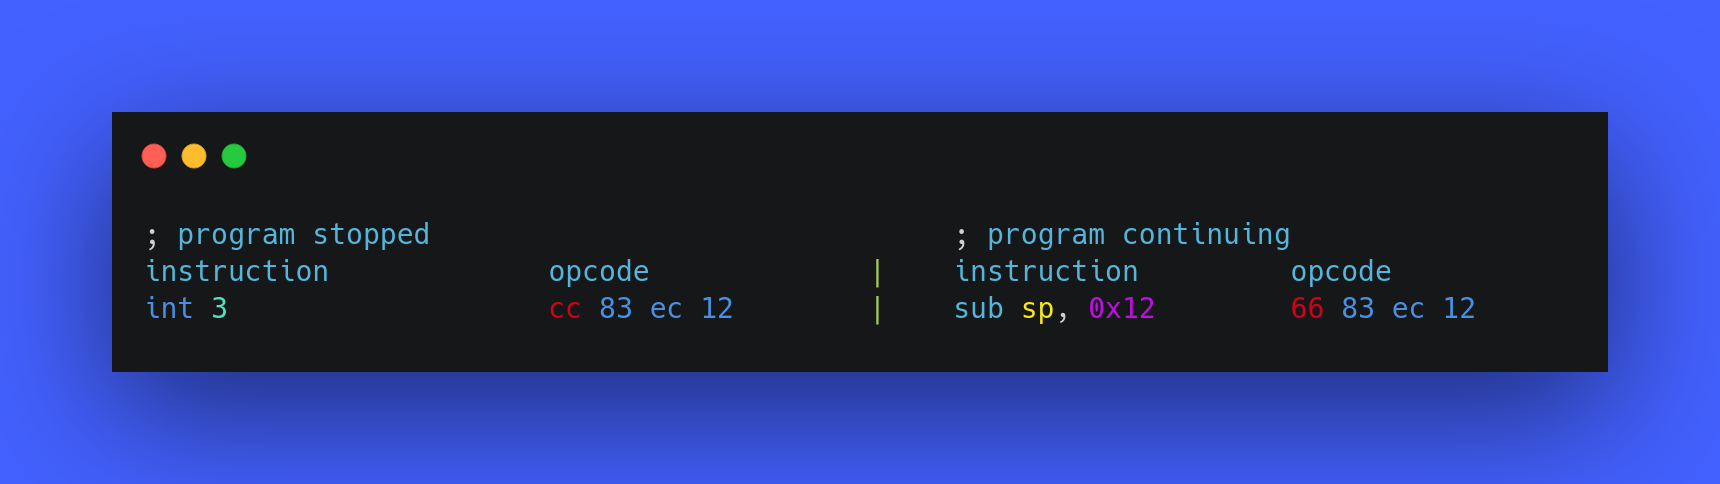 ; program stopped ; program continuing
instruction opcode | instruction opcode
int 3 cc 83 ec 12 | sub sp, 0x12 66 83 ec 12